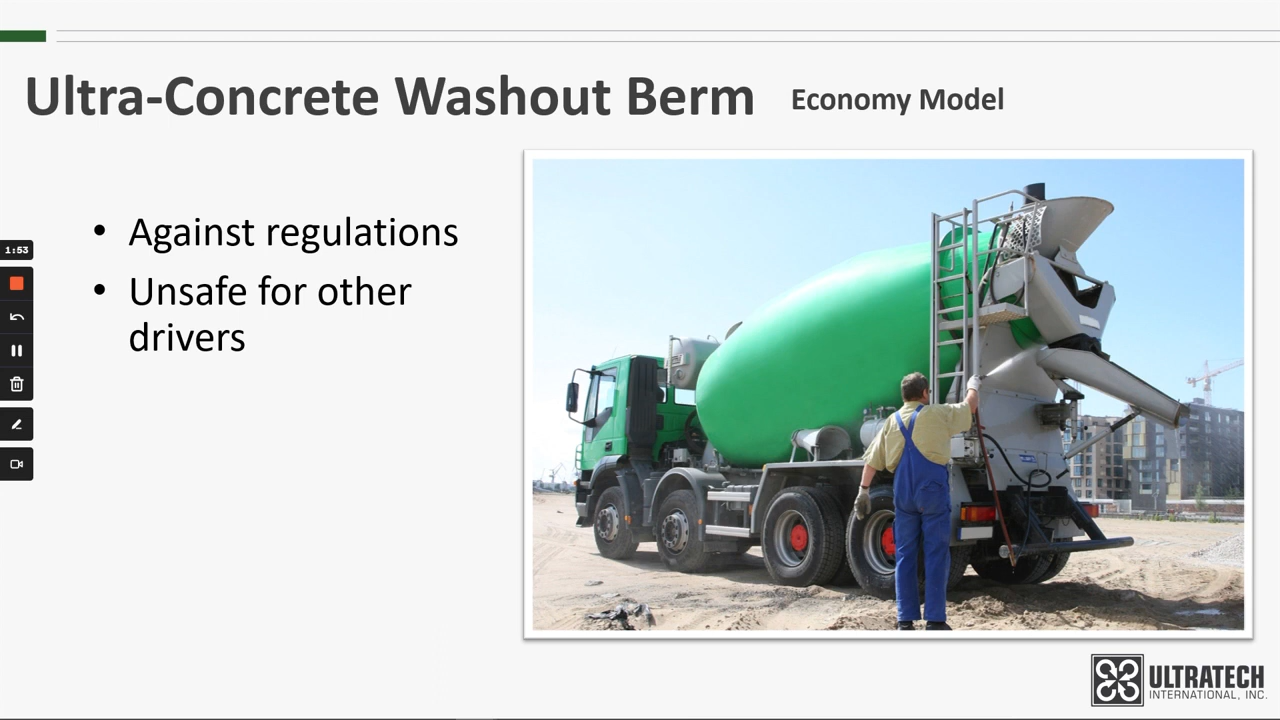 Ultra-Concrete Washout Berm Economy Model
• Against regulations
• Unsafe for other
drivers
1:53
ULTRATECH
INTERNATIONAL, INC.